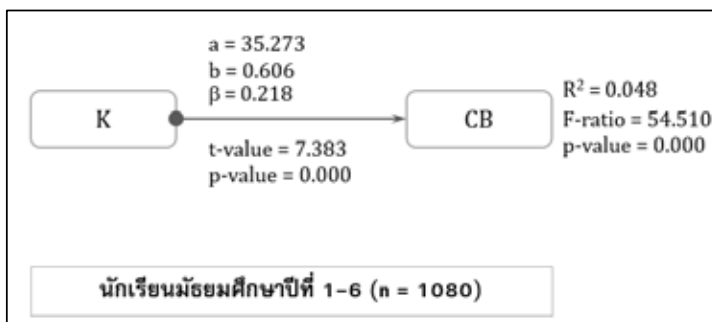 a = 35.273
b = 0.606
β = 0.218
K
CB
t-value = 7.383
p-value = 0.000
R² = 0.048
F-ratio = 54.510
p-value = 0.000
นักเรียนมัธยมศึกษาปีที่ 1-6 (n = 1080)